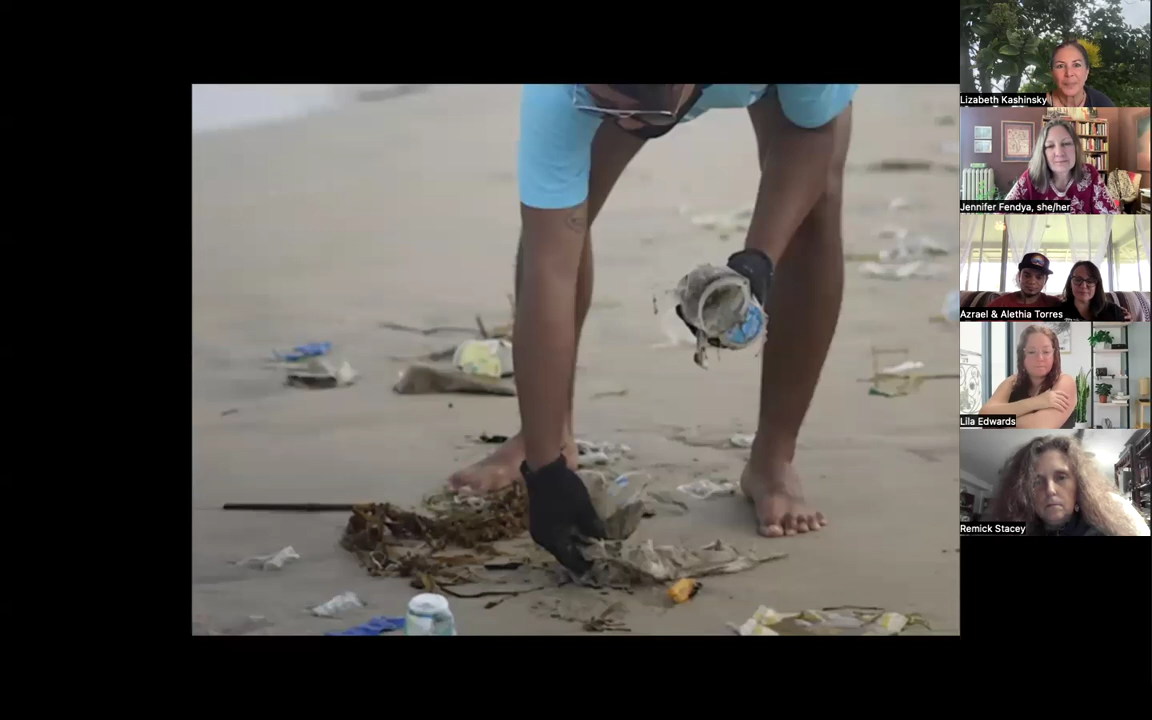 Lizabeth Kashinsky
Jennifer Fendya, she/her
Azrael & Alethia Torres
Lila Edwards
Remick Stacey